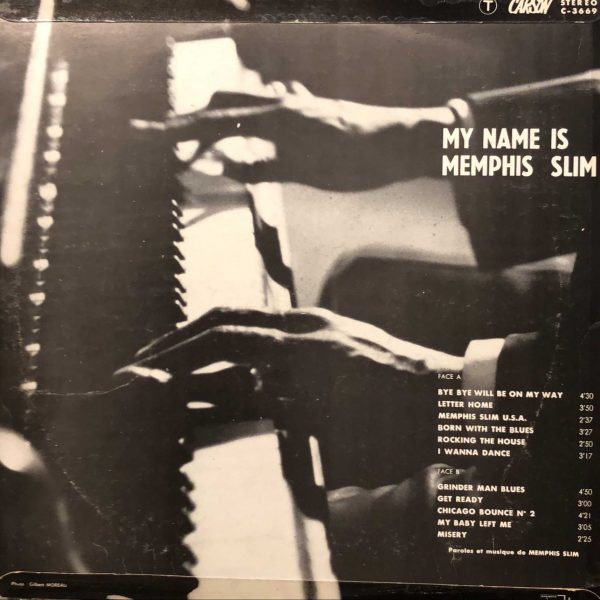 T CARSON STEREO
C-3669
MY NAME IS
MEMPHIS SLIM
FACE A
BYE BYE WILL BE ON MY WAY 4'30
LETTER HOME 3'50
MEMPHIS SLIM U.S.A. 2'37
BORN WITH THE BLUES 3'27
ROCKING THE HOUSE 2'50
I WANNA DANCE 3'17
FACE B
GRINDER MAN BLUES 4'50
GET READY 3'00
CHICAGO BOUNCE N° 2 4'21
MY BABY LEFT ME 3'05
MISERY 2'25
Paroles et musique de MEMPHIS SLIM
Photo Gilbert MOREAU